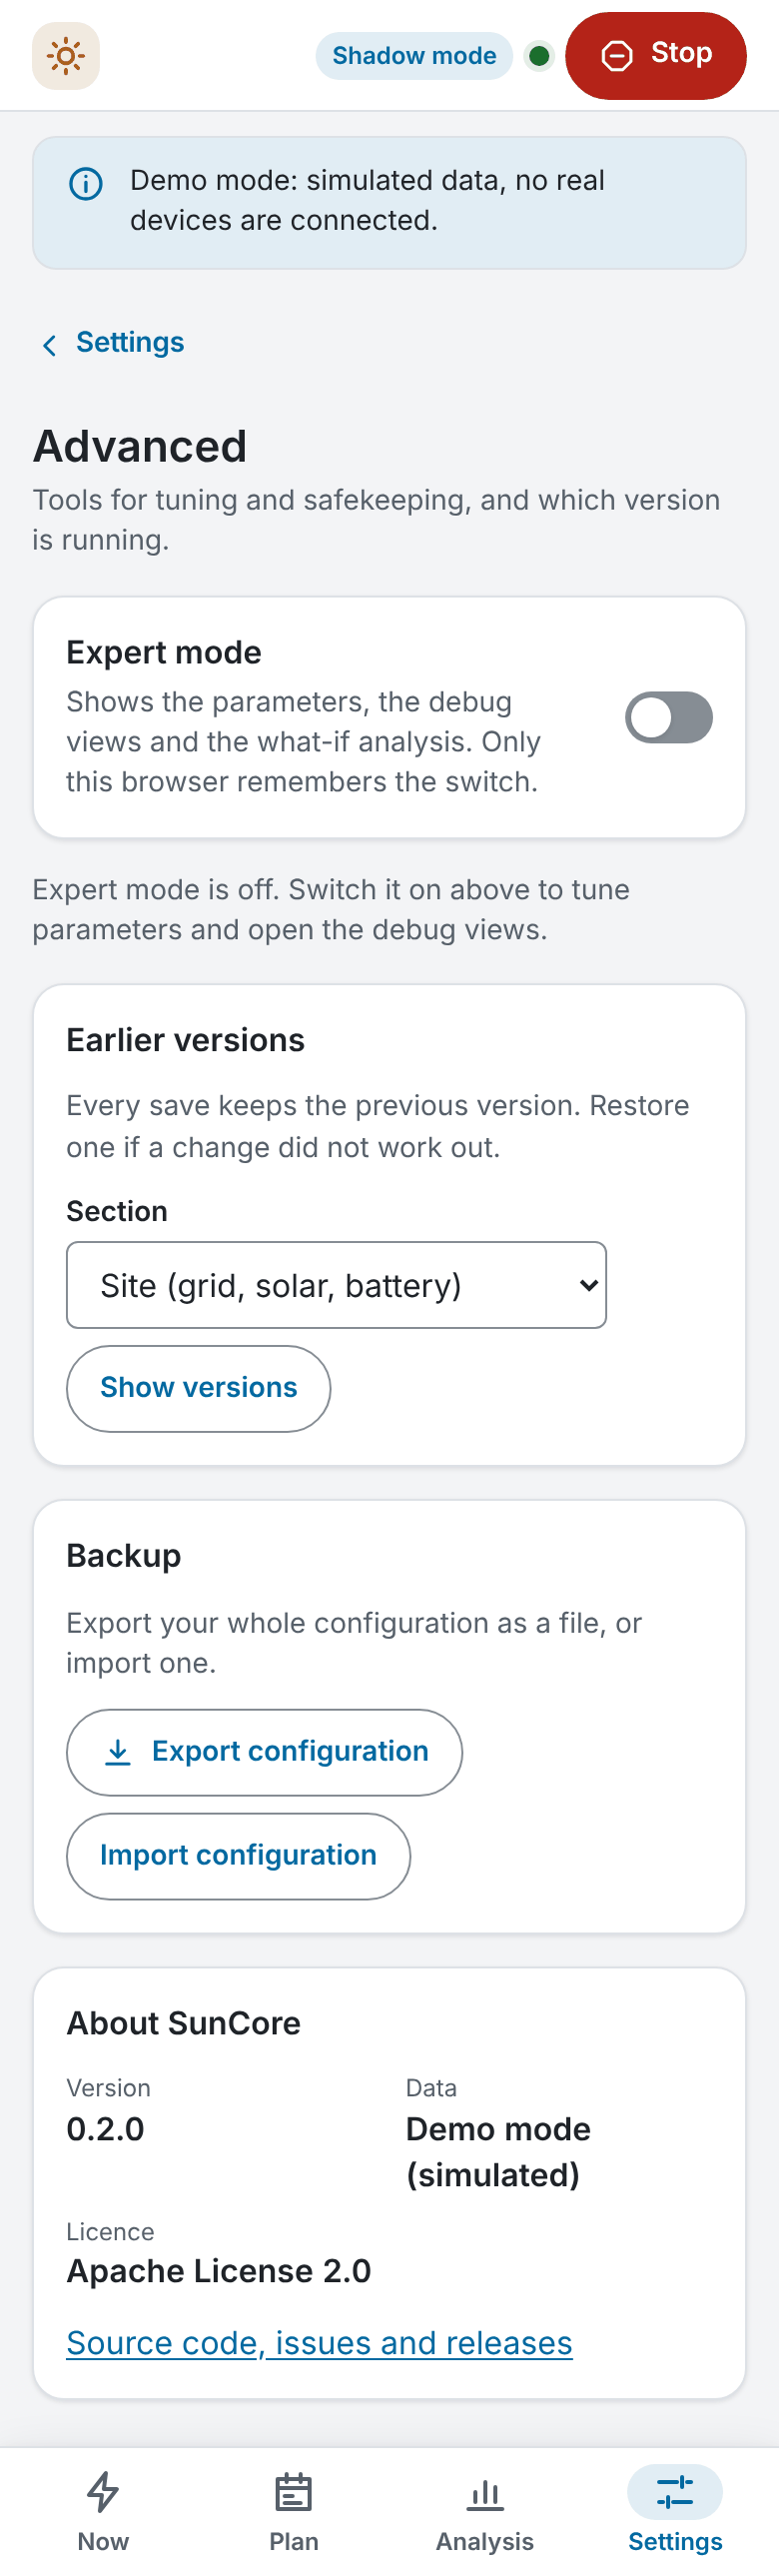 Shadow mode
Stop
Demo mode: simulated data, no real
devices are connected.
Settings
Advanced
Tools for tuning and safekeeping, and which version
is running.
Expert mode
Shows the parameters, the debug
views and the what-if analysis. Only
this browser remembers the switch.
Expert mode is off. Switch it on above to tune
parameters and open the debug views.
Earlier versions
Every save keeps the previous version. Restore
one if a change did not work out.
Section
Site (grid, solar, battery)
Show versions
Backup
Export your whole configuration as a file, or
import one.
Export configuration
Import configuration
About SunCore
Version
0.2.0
Data
Demo mode
(simulated)
Licence
Apache License 2.0
Source code, issues and releases
Now
Plan
Analysis
Settings